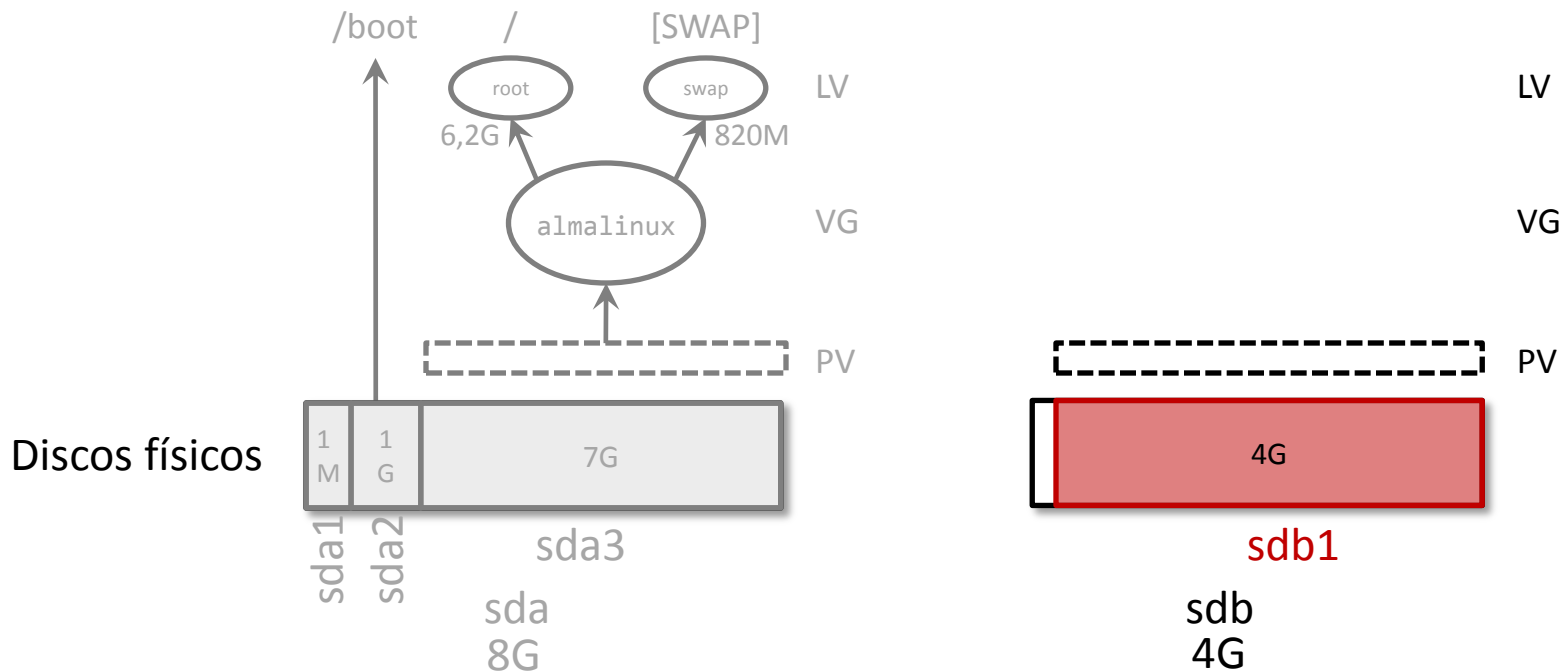 /boot / [SWAP]
root swap LV LV
6,2G 820M
almalinux VG VG
PV PV
Discos físicos
1
M
1
G
7G
4G
sda1
sda2
sda3 sdb1
sda sdb
8G 4G